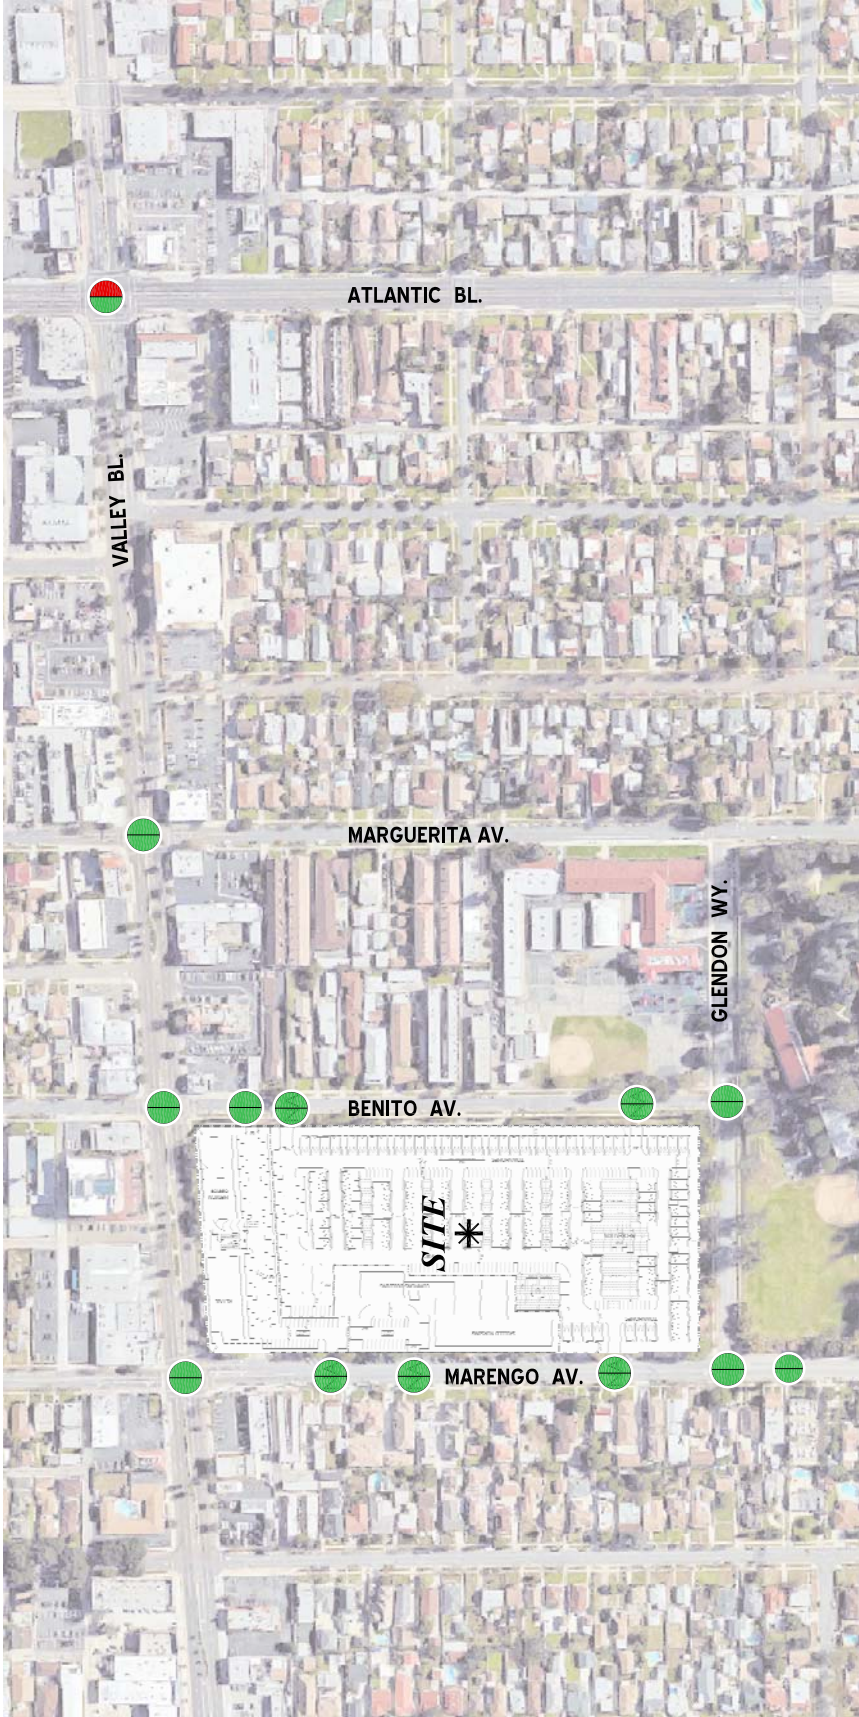 ATLANTIC BL.
VALLEY BL.
MARGUERITA AV.
GLENDON WY.
BENITO AV.
SITE
MARENGO AV.